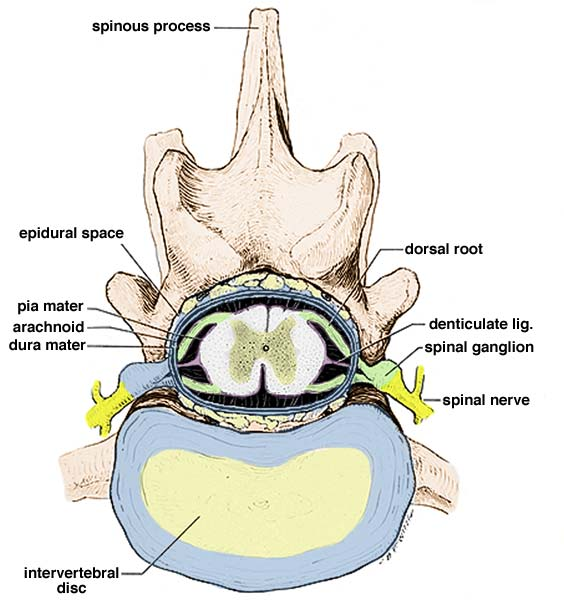 spinous process
epidural space
dorsal root
pia mater
arachnoid
dura mater
denticulate lig.
spinal ganglion
spinal nerve
intervertebral
disc